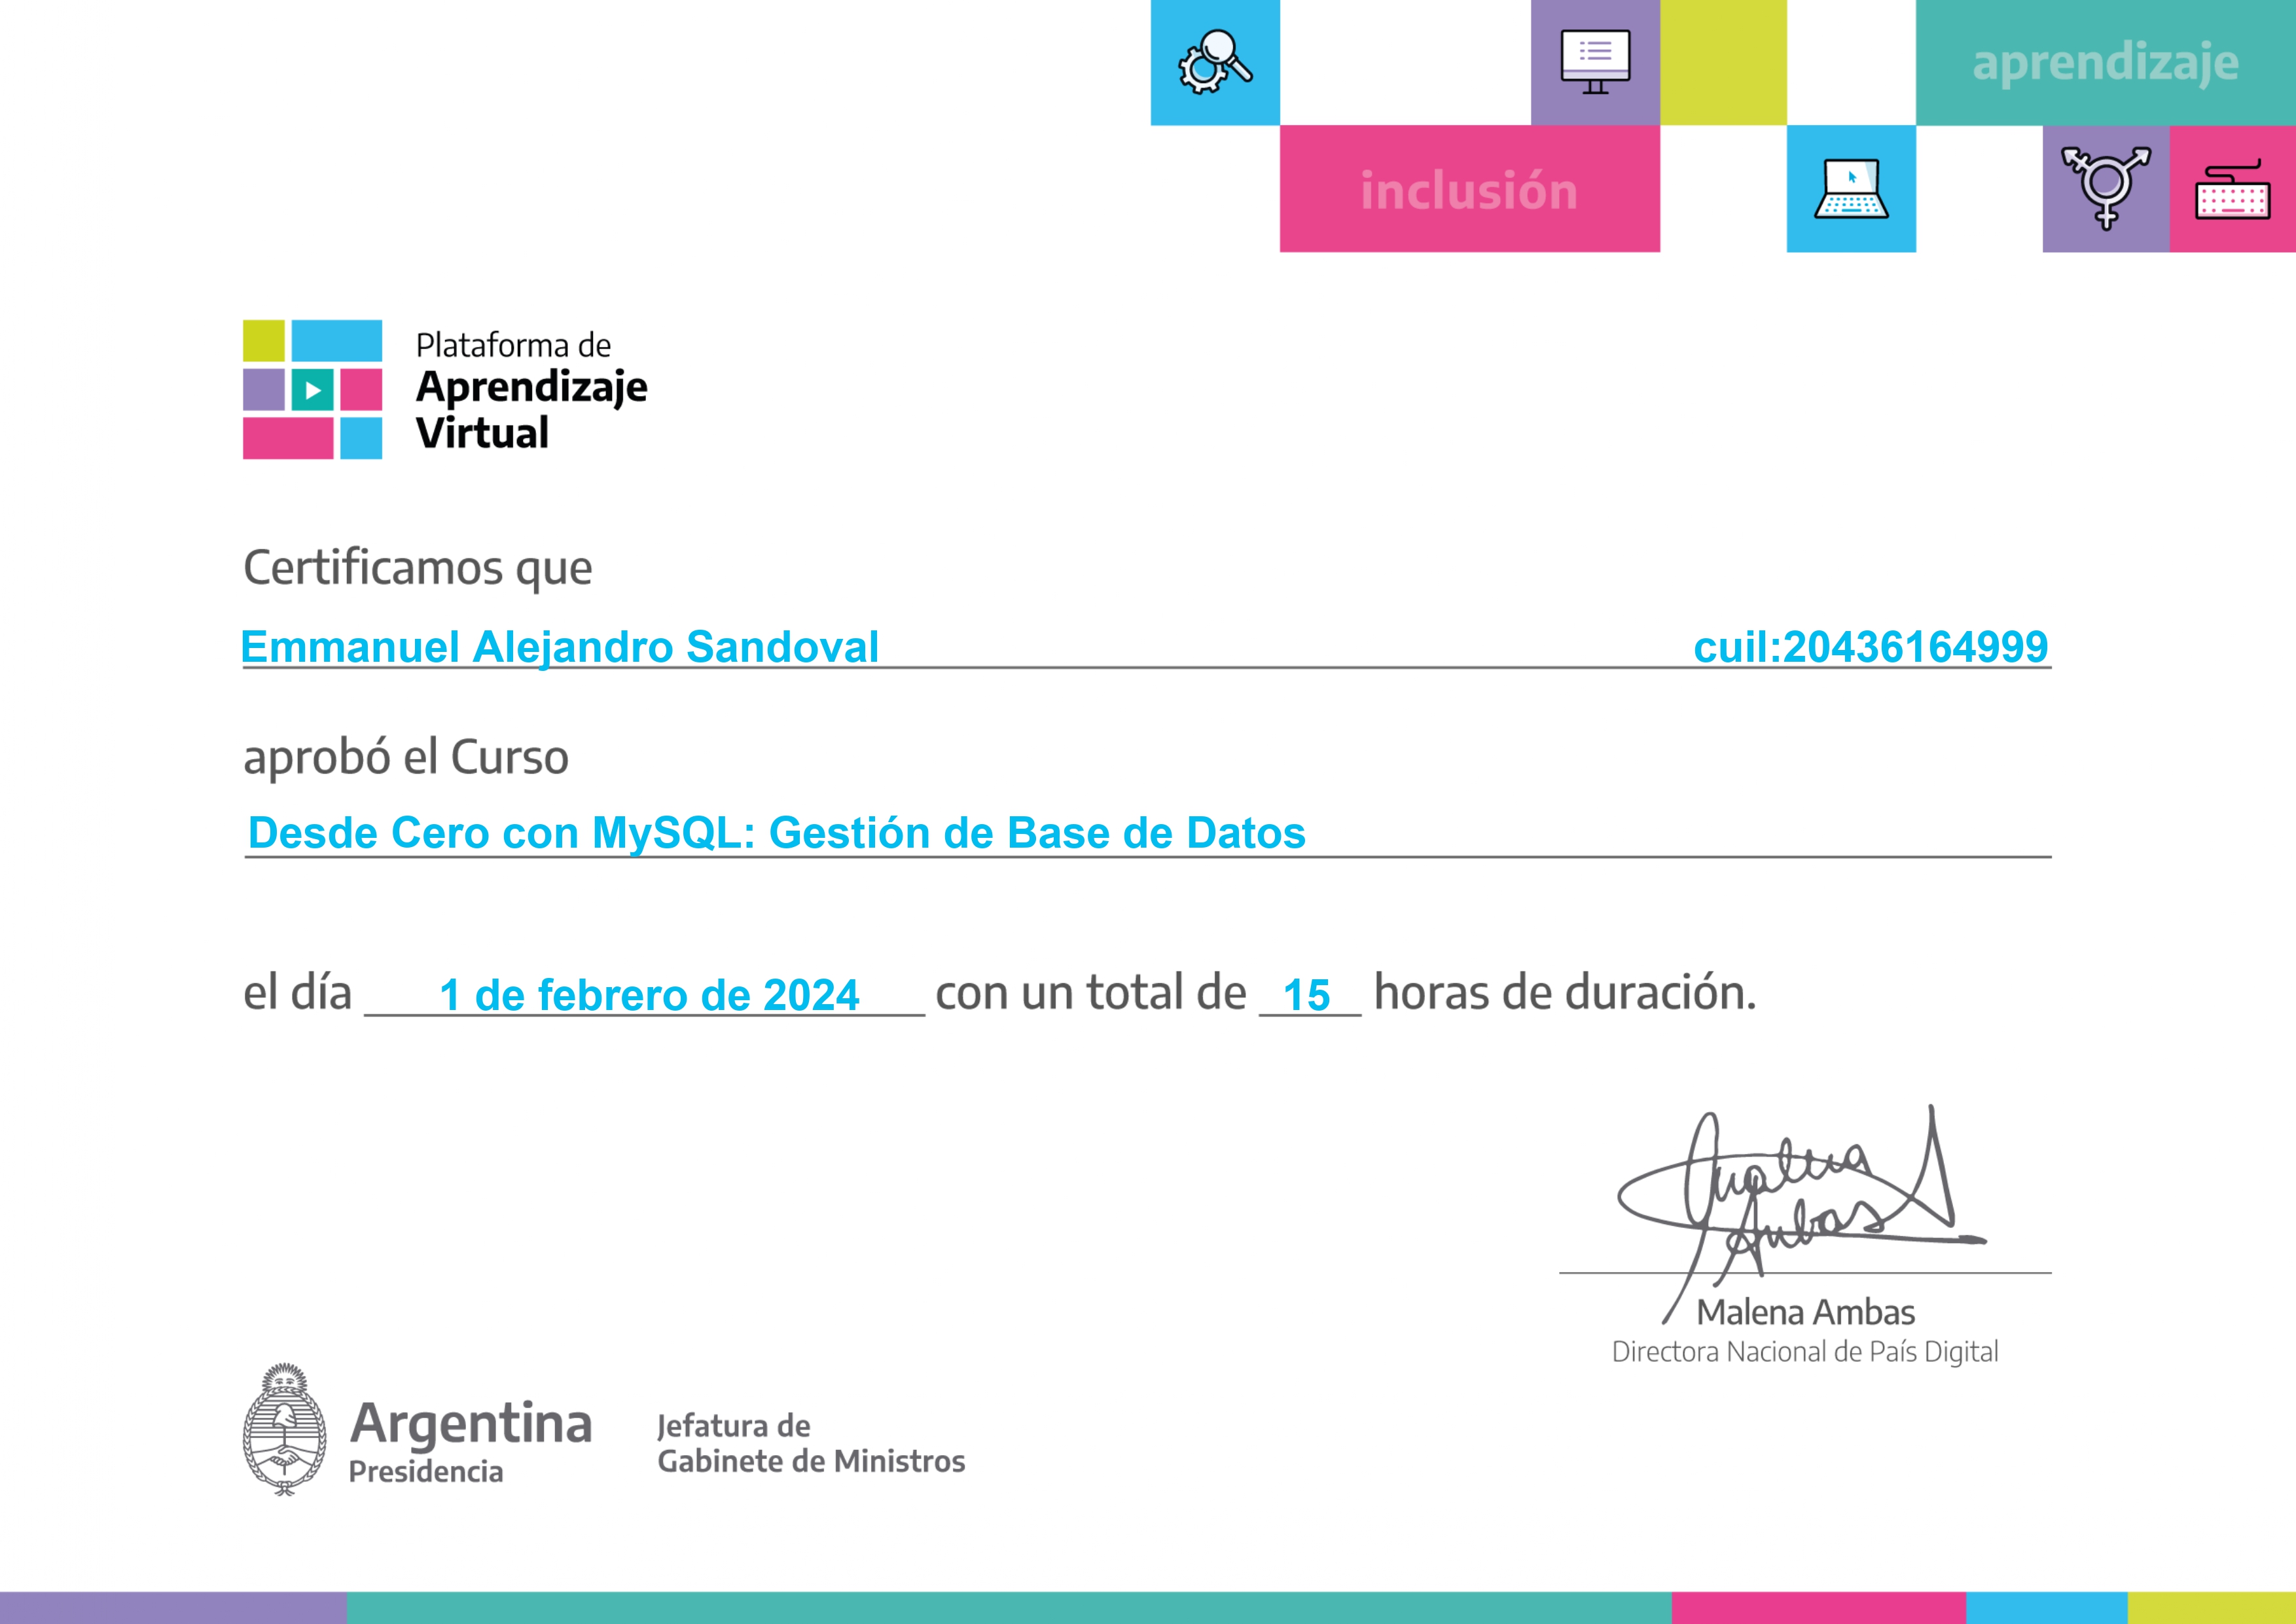 aprendizaje
inclusión
Plataforma de
Aprendizaje
Virtual
Certificamos que
Emmanuel Alejandro Sandoval cuil:20436164999
aprobó el Curso
Desde Cero con MySQL: Gestión de Base de Datos
el día 1 de febrero de 2024 con un total de 15 horas de duración.
Malena Ambas
Malena Ambas
Directora Nacional de País Digital
Argentina
Presidencia
Jefatura de
Gabinete de Ministros